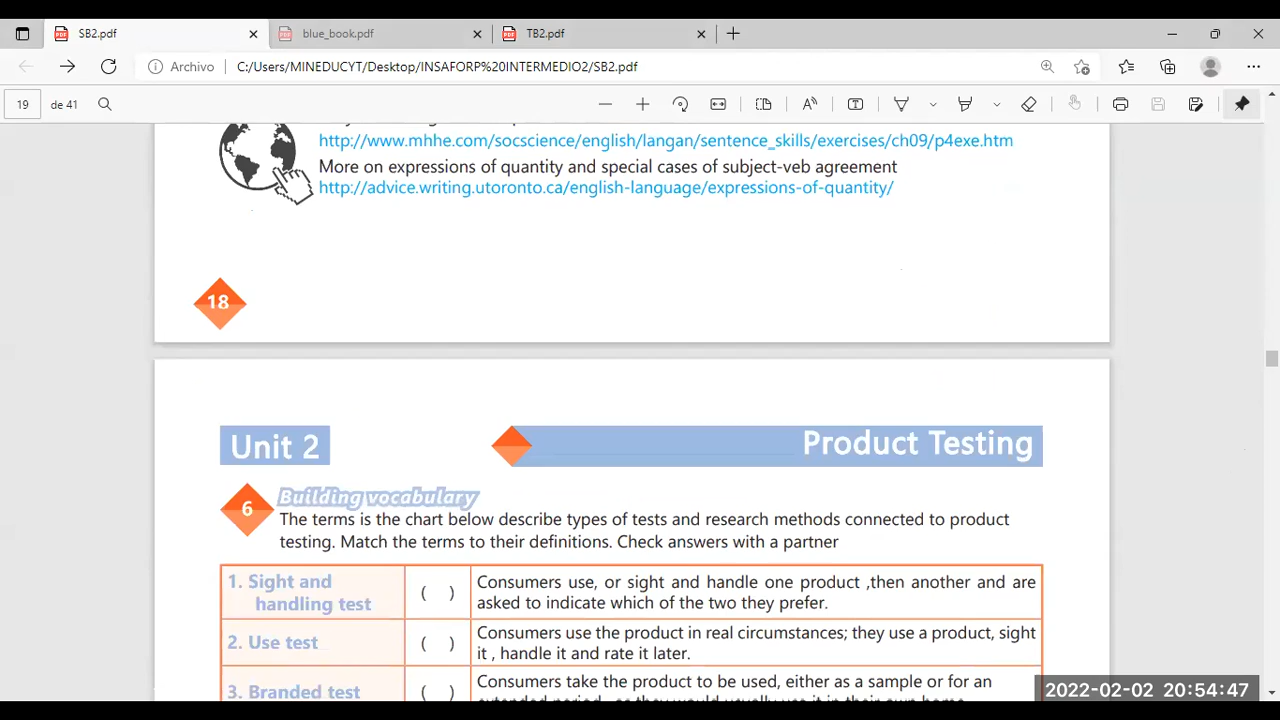 SB2.pdf
blue_book.pdf
TB2.pdf
Archivo
C:/Users/MINEDUCYT/Desktop/INSAFORP%20INTERMEDIO2/SB2.pdf
19 de 41
http://www.mhhe.com/socscience/english/langan/sentence_skills/exercises/ch09/p4exe.htm
More on expressions of quantity and special cases of subject-veb agreement
http://advice.writing.utoronto.ca/english-language/expressions-of-quantity/
18
Unit 2
Product Testing
6
Building vocabulary
The terms is the chart below describe types of tests and research methods connected to product
testing. Match the terms to their definitions. Check answers with a partner
1. Sight and
handling test
( )
Consumers use, or sight and handle one product ,then another and are
asked to indicate which of the two they prefer.
2. Use test
( )
Consumers use the product in real circumstances; they use a product, sight
it , handle it and rate it later.
3. Branded test
( )
Consumers take the product to be used, either as a sample or for an
2022-02-02 20:54:47